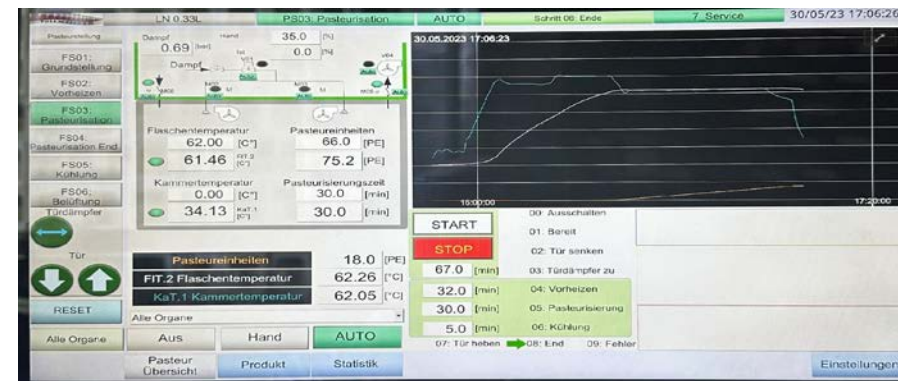 LN 0.33L
PS03: Pasteurisation
AUTO
Schritt 08: Ende
7_Service
30/05/23 17:06:26
FS01:
Grundstellung
FS02:
Vorheizen
FS03:
Pasteurisation
FS04:
Pasteurisation End
FS05:
Kühlung
FS06:
Belüftung
Türdämpfer
Tür
RESET
Alle Organe
Dampf
Hand
35.0 [%]
0.69 [bar]
Ist
0.0 [%]
Dampf
V04
Auto
M
M
Flaschentemperatur
Pasteureinheiten
62.00 [C°]
66.0 [PE]
61.46 FIT.2 [C°]
75.2 [PE]
Kammertemperatur
Pasteurisierungszeit
0.00 [C°]
30.0 [min]
34.13 KaT.1 [C°]
30.0 [min]
Pasteureinheiten 18.0 [PE]
FIT.2 Flaschentemperatur 62.26 [°C]
KaT.1 Kammertemperatur 62.05 [°C]
Alle Organe
Aus
Hand
AUTO
Pasteur
Übersicht
Produkt
Statistik
30.05.2023 17:06:23
15:00:00
17:20:00
START
STOP
67.0 [min]
32.0 [min]
30.0 [min]
5.0 [min]
00: Ausschalten
01: Bereit
02: Tür senken
03: Türdämpfer zu
04: Vorheizen
05: Pasteurisierung
06: Kühlung
07: Tür heben
08: End
09: Fehler
Einstellungen